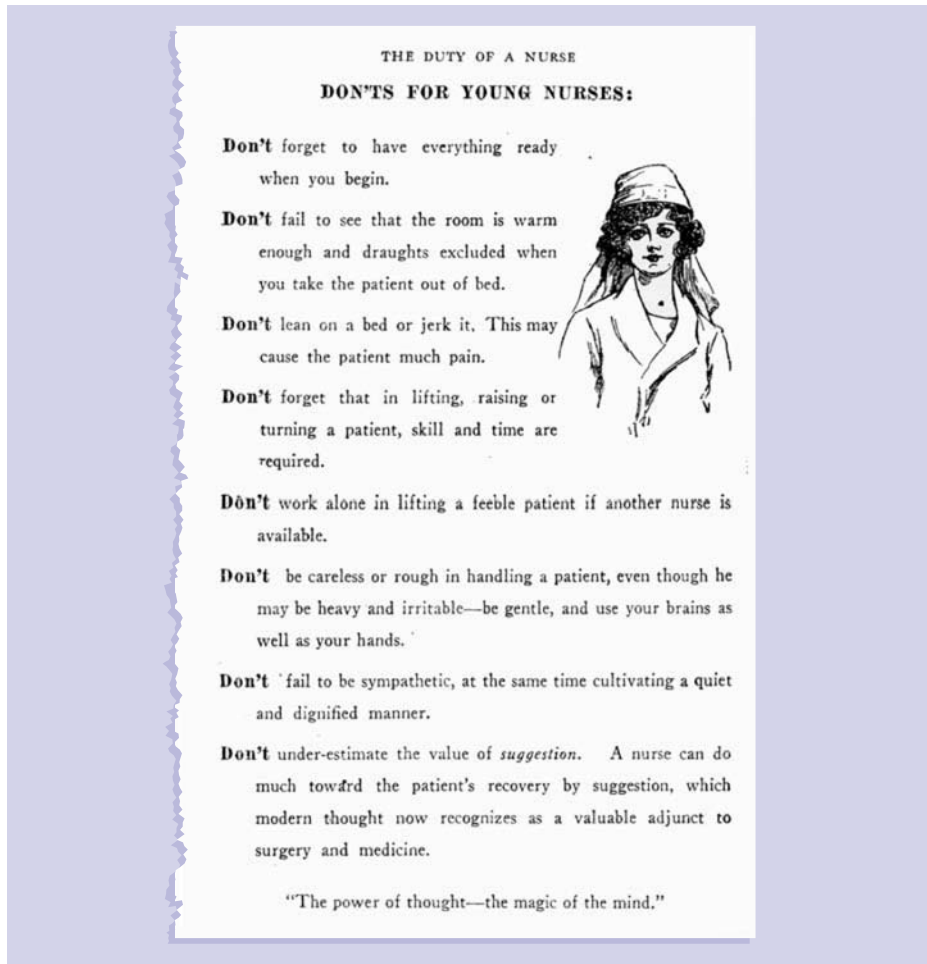 THE DUTY OF A NURSE
DON'TS FOR YOUNG NURSES:
Don't forget to have everything ready
when you begin.
Don't fail to see that the room is warm
enough and draughts excluded when
you take the patient out of bed.
Don't lean on a bed or jerk it. This may
cause the patient much pain.
Don't forget that in lifting, raising or
turning a patient, skill and time are
required.
Don't work alone in lifting a feeble patient if another nurse is
available.
Don't be careless or rough in handling a patient, even though he
may be heavy and irritable—be gentle, and use your brains as
well as your hands.
Don't fail to be sympathetic, at the same time cultivating a quiet
and dignified manner.
Don't under-estimate the value of suggestion. A nurse can do
much toward the patient's recovery by suggestion, which
modern thought now recognizes as a valuable adjunct to
surgery and medicine.
"The power of thought—the magic of the mind."